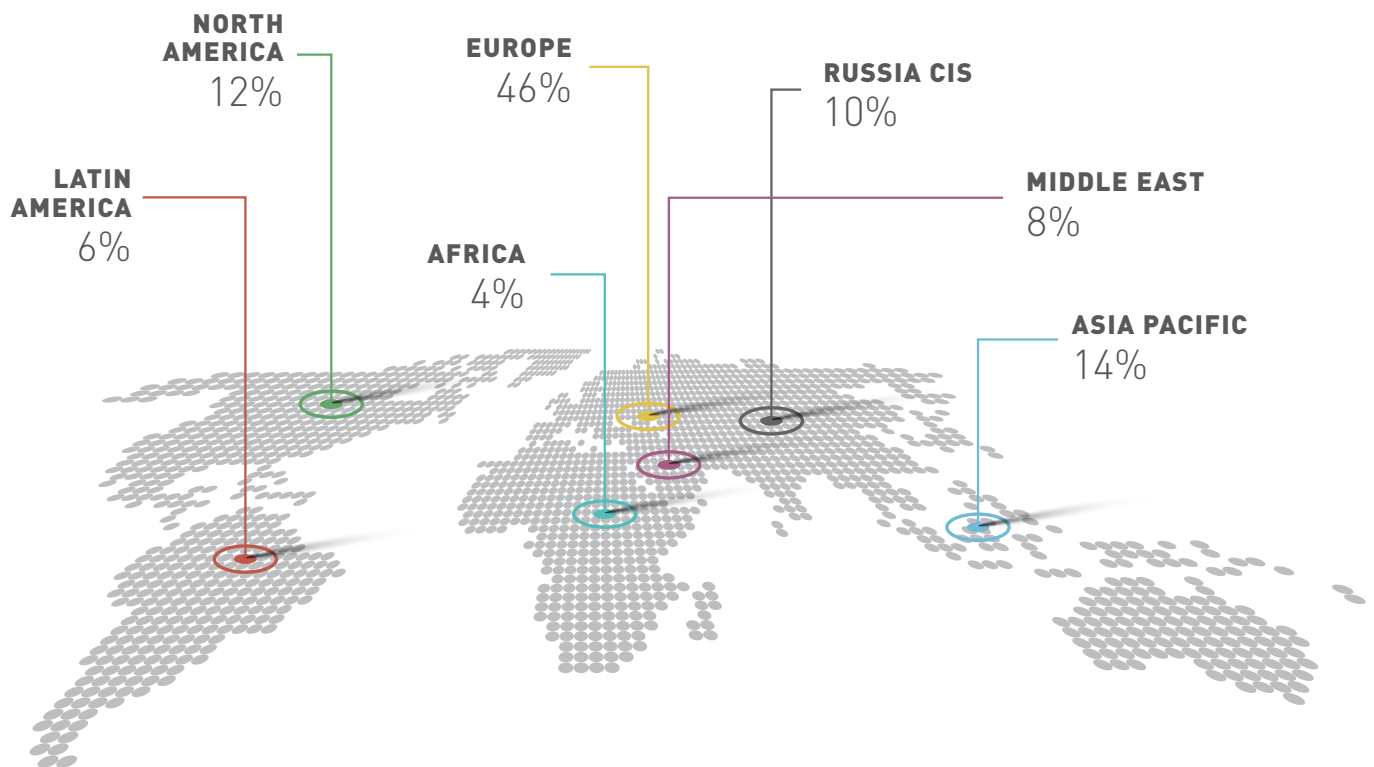 NORTH
AMERICA
12%
EUROPE
46%
RUSSIA CIS
10%
LATIN
AMERICA
6%
MIDDLE EAST
8%
AFRICA
4%
ASIA PACIFIC
14%